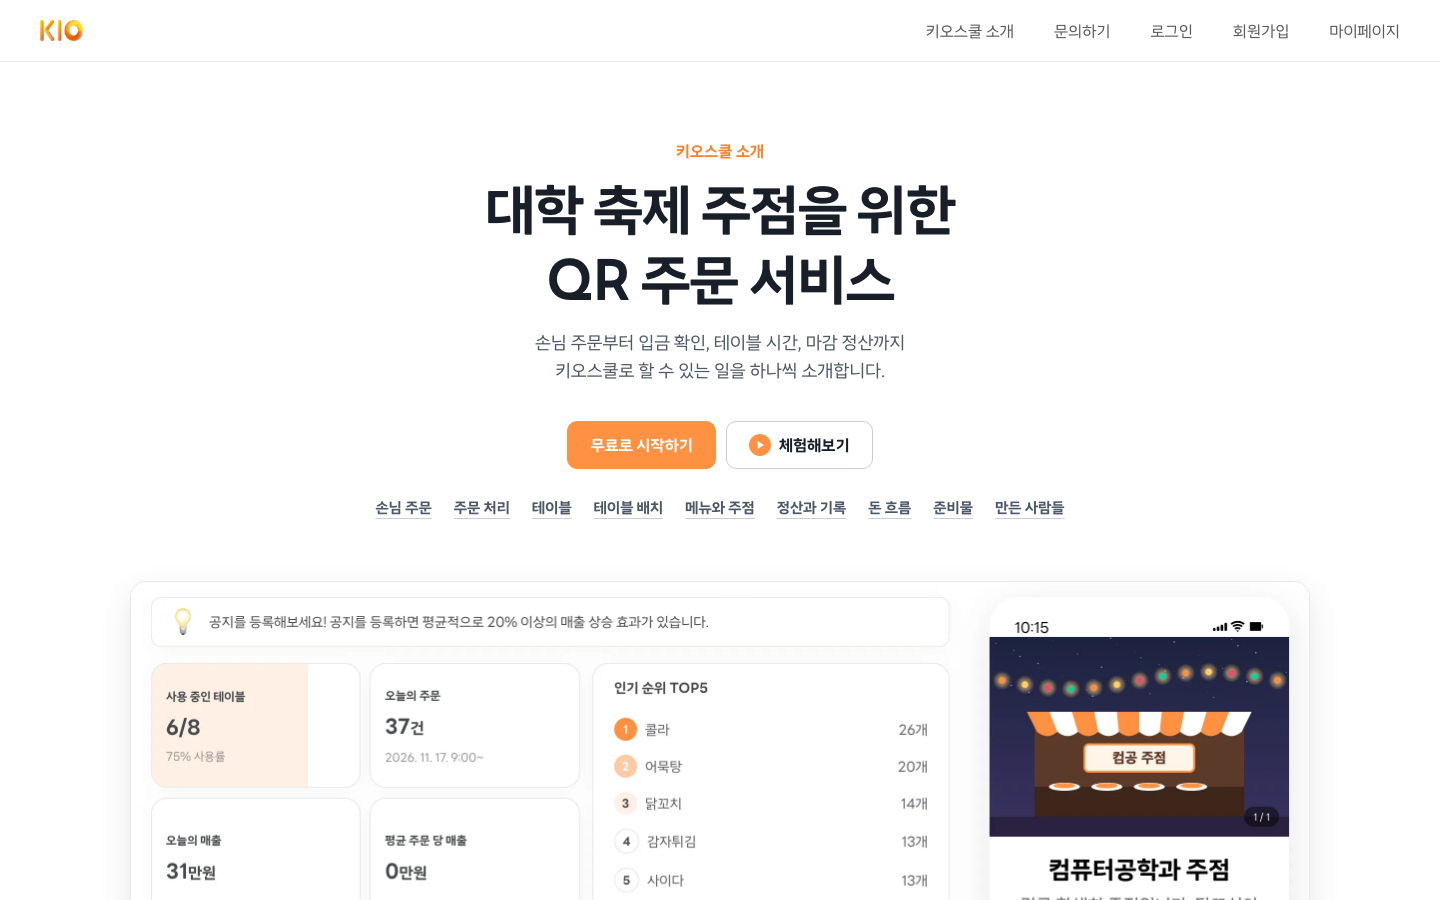 KIO
키오스쿨 소개
문의하기
로그인
회원가입
마이페이지
키오스쿨 소개
대학 축제 주점을 위한
QR 주문 서비스
손님 주문부터 입금 확인, 테이블 시간, 마감 정산까지
키오스쿨로 할 수 있는 일을 하나씩 소개합니다.
무료로 시작하기
체험해보기
손님 주문
주문 처리
테이블
테이블 배치
메뉴와 주점
정산과 기록
돈 흐름
준비물
만든 사람들
공지를 등록해보세요! 공지를 등록하면 평균적으로 20% 이상의 매출 상승 효과가 있습니다.
사용 중인 테이블
6/8
75% 사용률
오늘의 주문
37건
2026. 11. 17. 9:00~
오늘의 매출
31만원
평균 주문 당 매출
0만원
인기 순위 TOP5
1 콜라 26개
2 어묵탕 20개
3 닭꼬치 14개
4 감자튀김 13개
5 사이다 13개
10:15
컴공 주점
1 / 1
컴퓨터공학과 주점